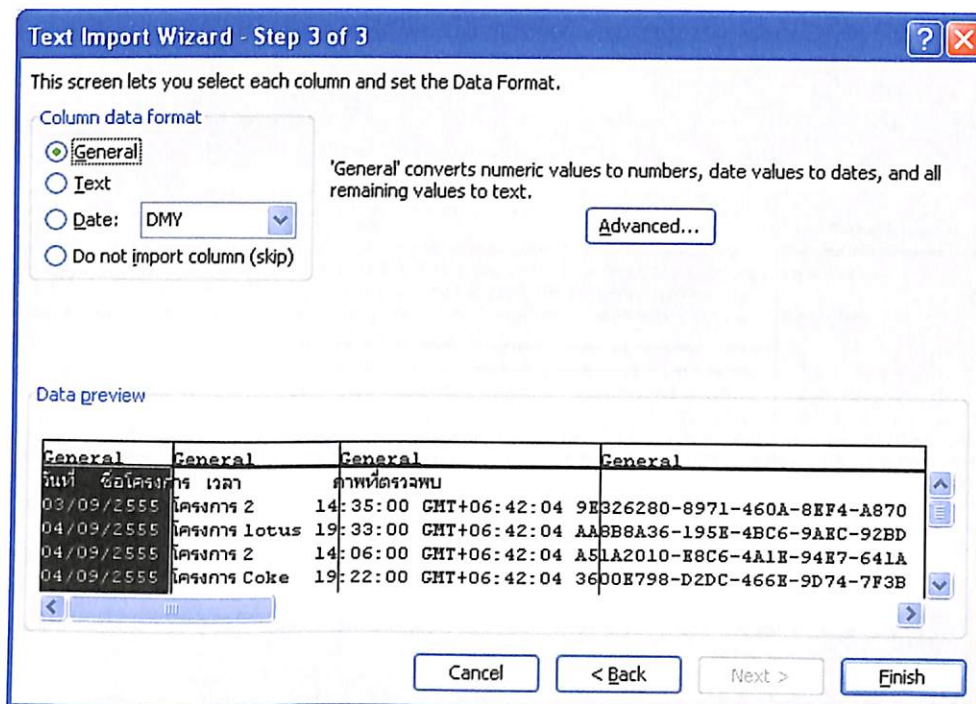 Text Import Wizard - Step 3 of 3
This screen lets you select each column and set the Data Format.
Column data format
General
Text
Date: DMY
Do not import column (skip)
'General' converts numeric values to numbers, date values to dates, and all
remaining values to text.
Advanced...
Data preview
General General General General
วันที่ ชื่อโครงการ เวลา ภาพที่ตรวจพบ
03/09/2555 โครงการ 2 14:35:00 GMT+06:42:04 9E326280-8971-460A-8EF4-A870
04/09/2555 โครงการ lotus 19:33:00 GMT+06:42:04 AA8B8A36-195E-4BC6-9AEC-92BD
04/09/2555 โครงการ 2 14:06:00 GMT+06:42:04 A51A2010-E8C6-4A1E-94E7-641A
04/09/2555 โครงการ Coke 19:22:00 GMT+06:42:04 3600E798-D2DC-466E-9D74-7F3B
Cancel < Back Next > Finish